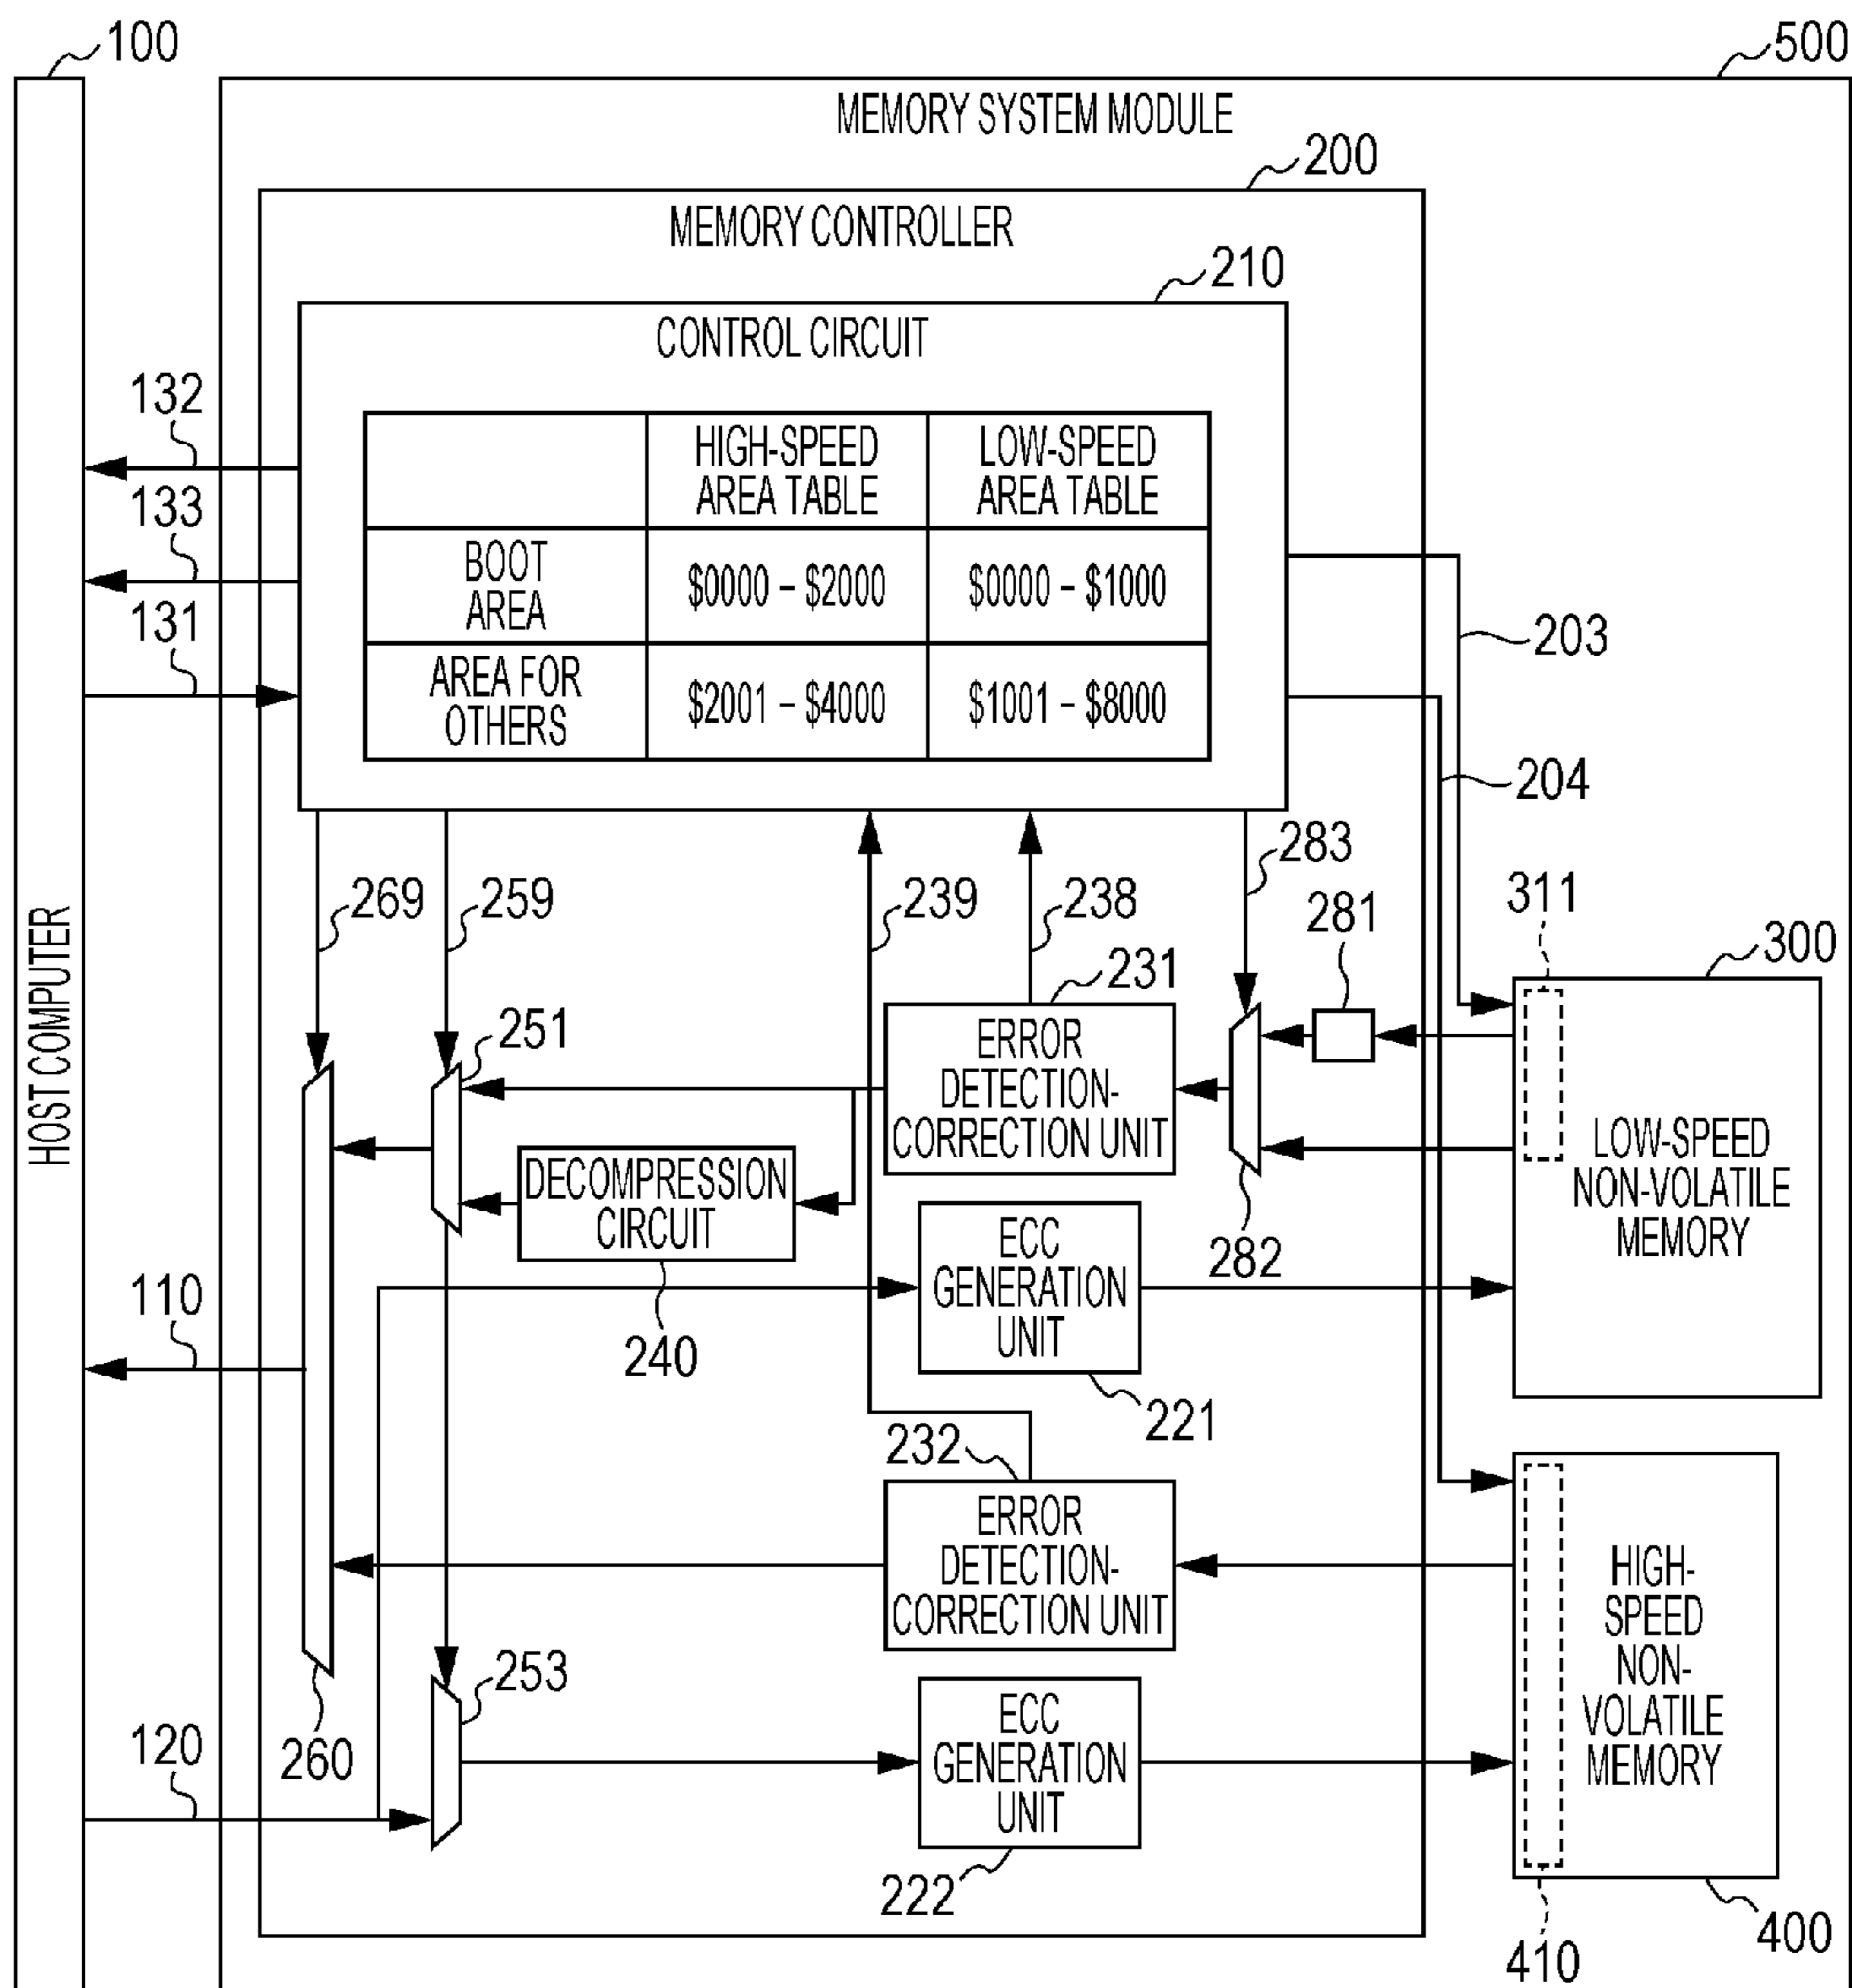 100
500
MEMORY SYSTEM MODULE
200
MEMORY CONTROLLER
210
CONTROL CIRCUIT
132
133
131
HIGH-SPEED
AREA TABLE
LOW-SPEED
AREA TABLE
BOOT
AREA
$0000 – $2000
$0000 – $1000
AREA FOR
OTHERS
$2001 – $4000
$1001 – $8000
203
204
HOST COMPUTER
269
259
239
238
283
281
311
300
251
231
ERROR
DETECTION-
CORRECTION UNIT
LOW-SPEED
NON-VOLATILE
MEMORY
DECOMPRESSION
CIRCUIT
240
282
ECC
GENERATION
UNIT
221
110
232
ERROR
DETECTION-
CORRECTION UNIT
HIGH-
SPEED
NON-
VOLATILE
MEMORY
253
260
120
ECC
GENERATION
UNIT
222
410
400